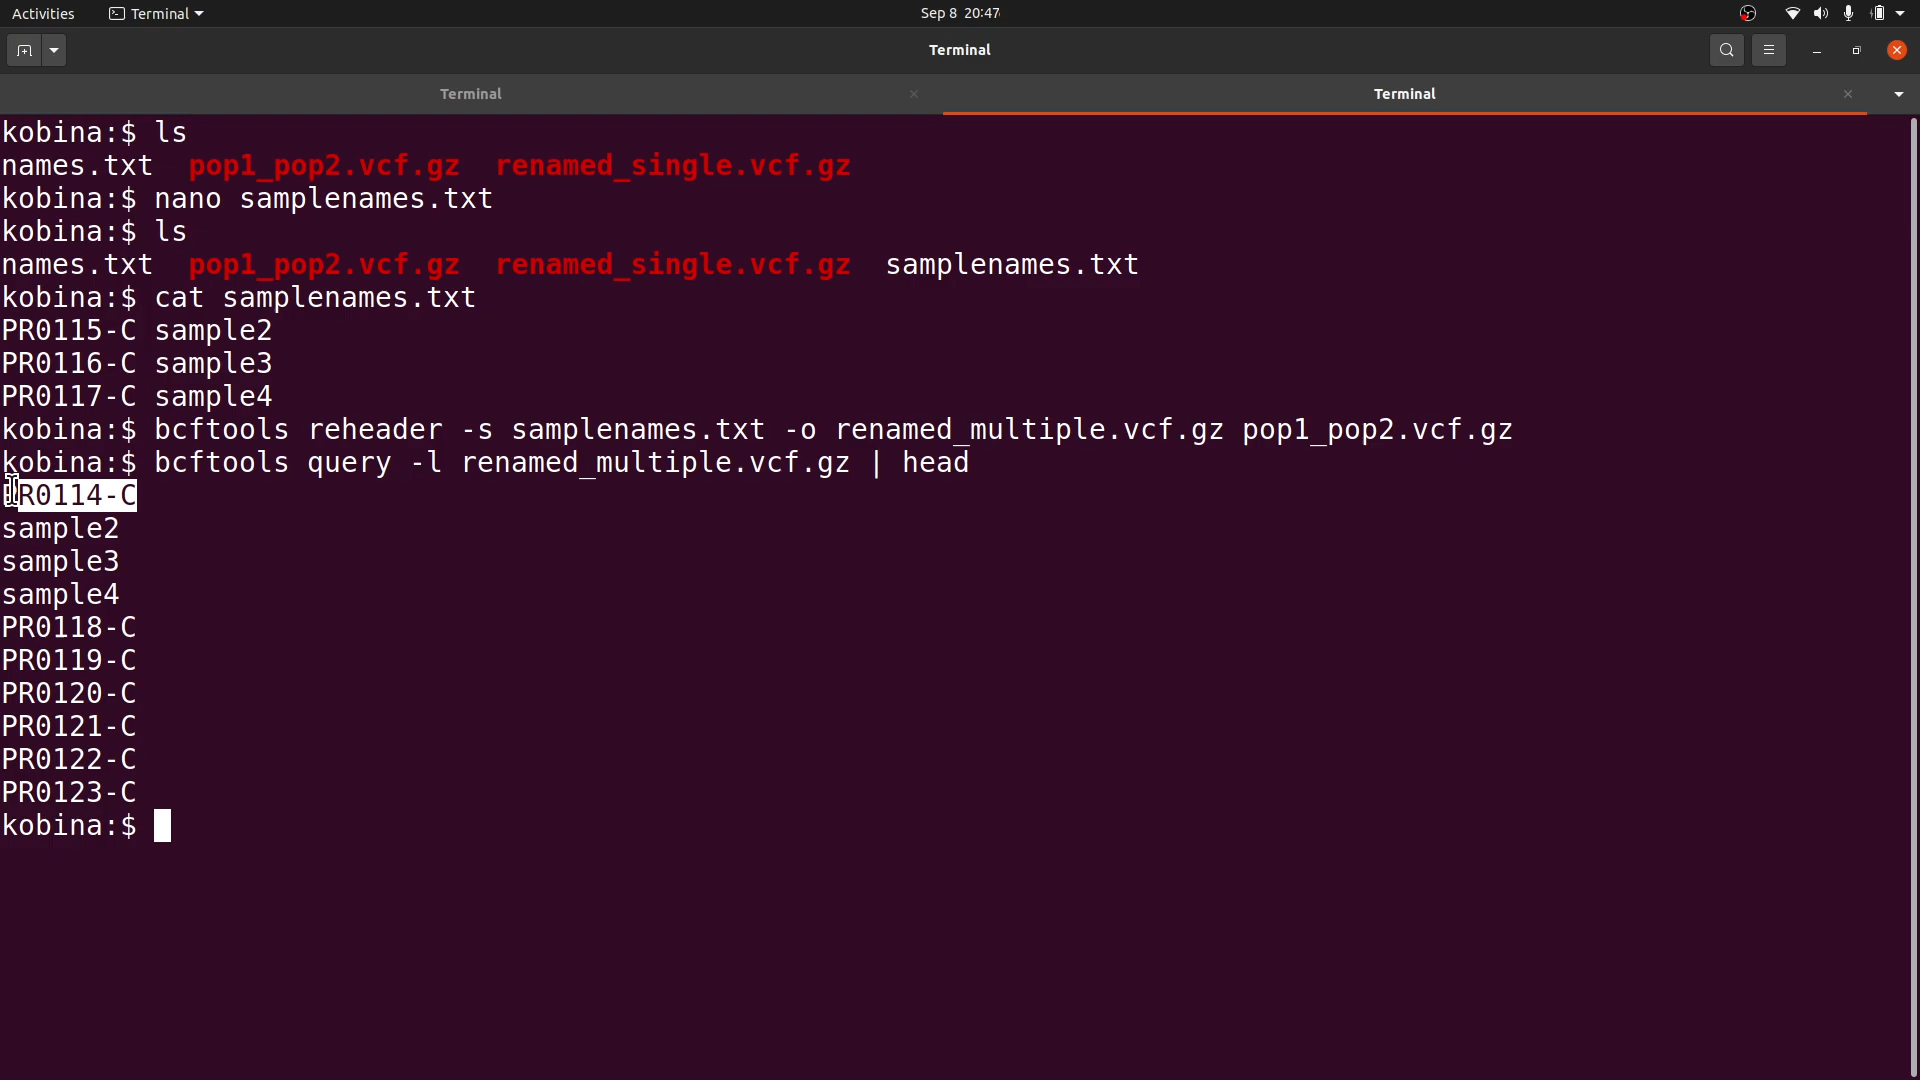 Activities Terminal Sep 8 20:47
Terminal
Terminal Terminal
kobina:$ ls
names.txt pop1_pop2.vcf.gz renamed_single.vcf.gz
kobina:$ nano samplenames.txt
kobina:$ ls
names.txt pop1_pop2.vcf.gz renamed_single.vcf.gz samplenames.txt
kobina:$ cat samplenames.txt
PR0115-C sample2
PR0116-C sample3
PR0117-C sample4
kobina:$ bcftools reheader -s samplenames.txt -o renamed_multiple.vcf.gz pop1_pop2.vcf.gz
kobina:$ bcftools query -l renamed_multiple.vcf.gz | head
PR0114-C
sample2
sample3
sample4
PR0118-C
PR0119-C
PR0120-C
PR0121-C
PR0122-C
PR0123-C
kobina:$